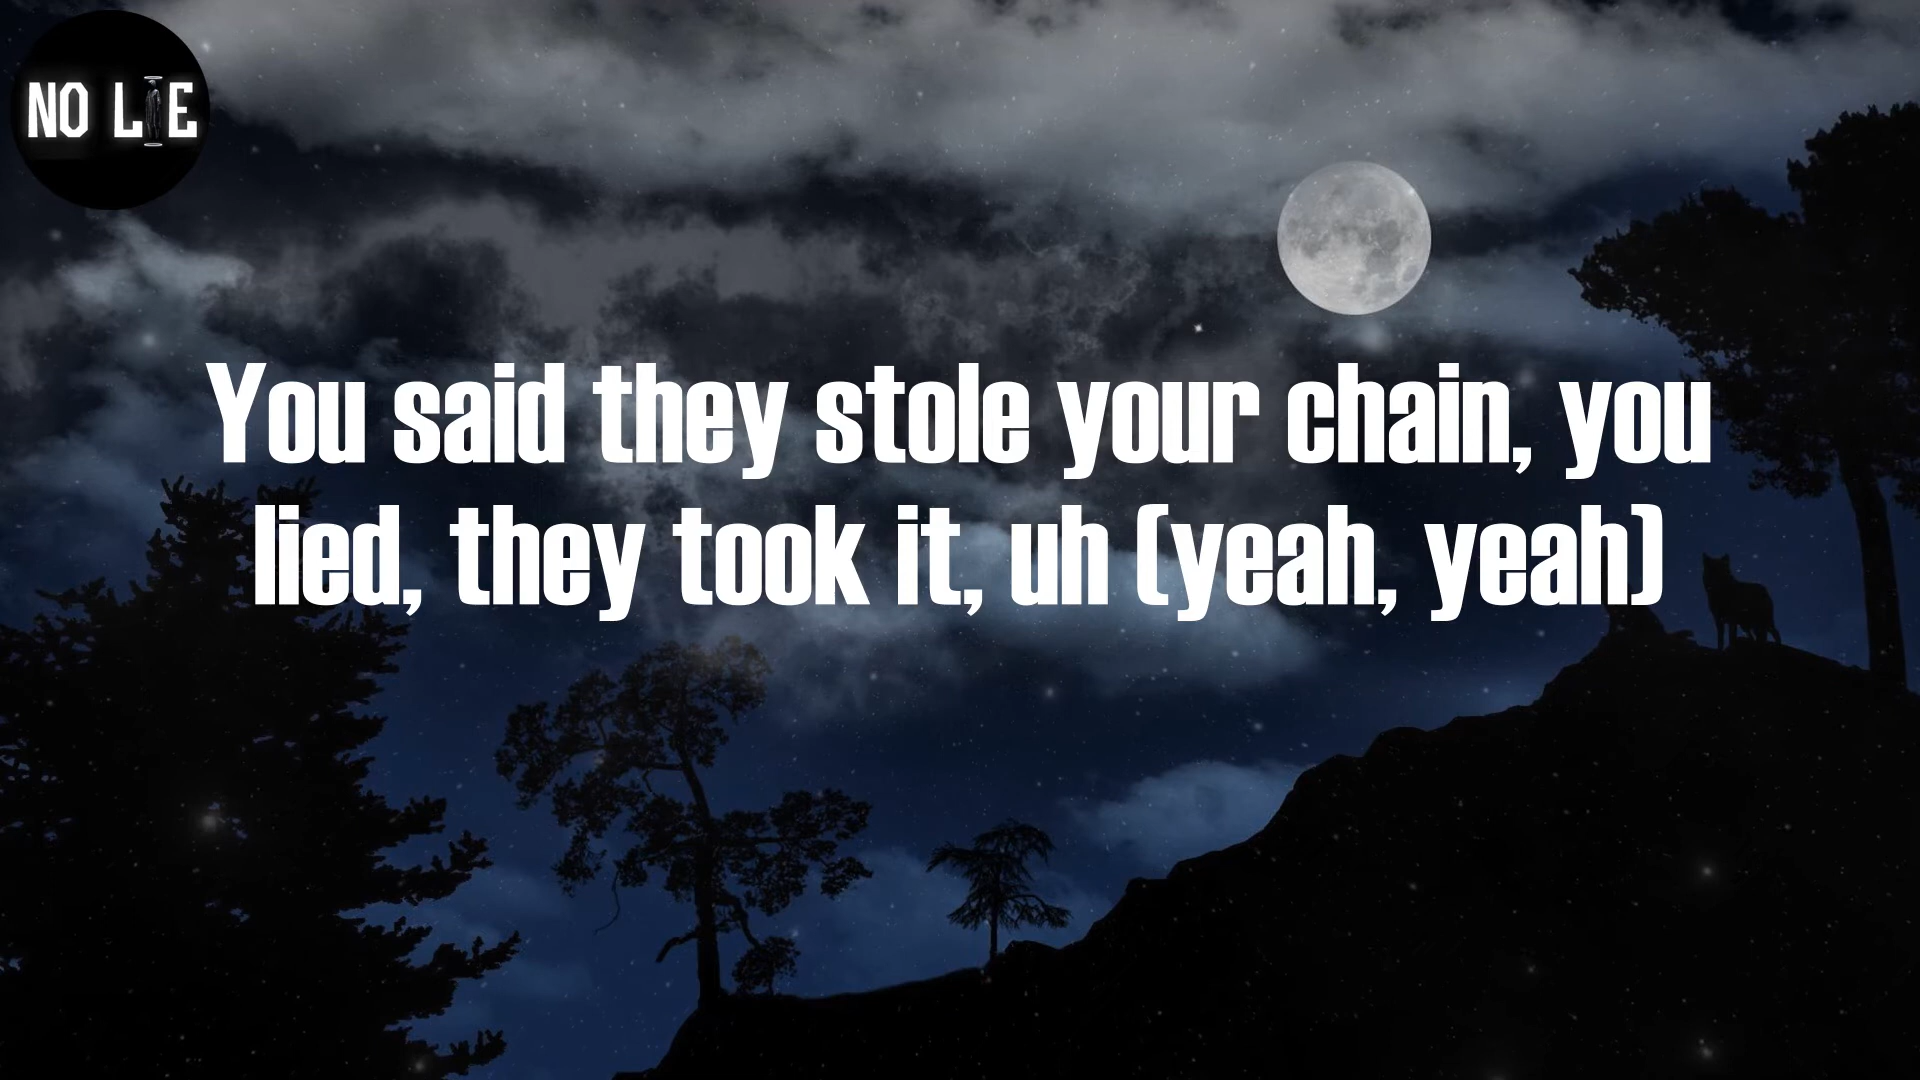 NO LIE
You said they stole your chain, you
lied, they took it, uh (yeah, yeah)